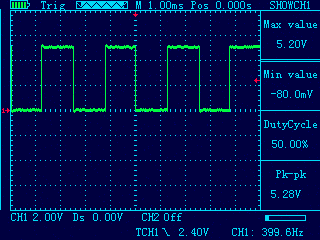 Trig M 1.00ms Pos 0.000s SHOWCH1
Max value
5.20V
Min value
-80.0mV
DutyCycle
50.00%
Pk-pk
5.28V
1
CH1 2.00V Ds 0.00V CH2 Off
TCH1 2.40V CH1: 399.6Hz